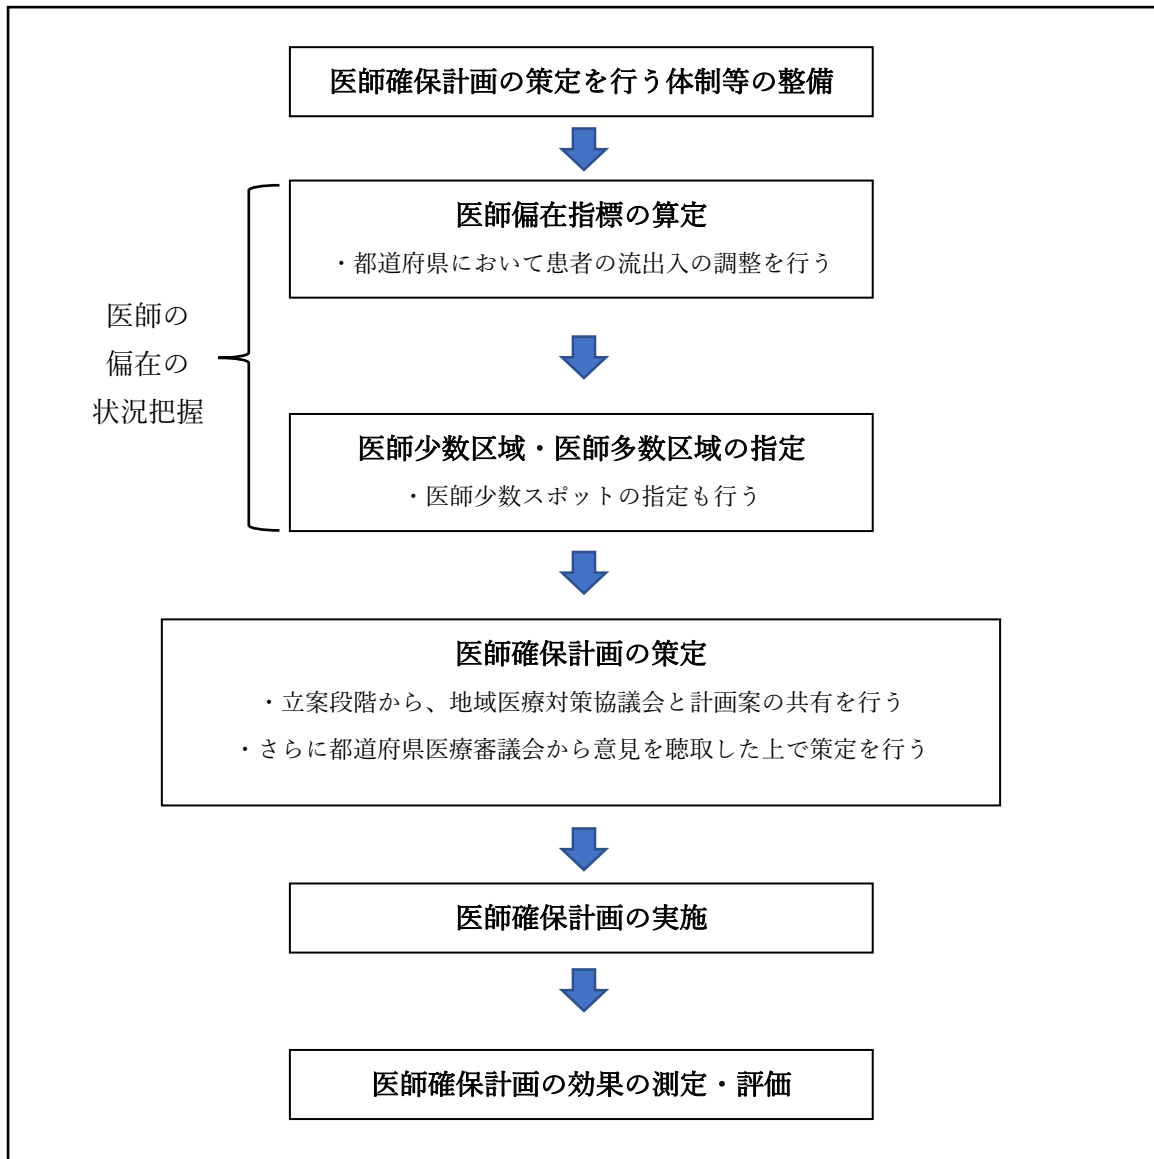 医師確保計画の策定を行う体制等の整備
医師偏在指標の算定
・都道府県において患者の流出入の調整を行う
医師の
偏在の
状況把握
医師少数区域・医師多数区域の指定
・医師少数スポットの指定も行う
医師確保計画の策定
・立案段階から、地域医療対策協議会と計画案の共有を行う
・さらに都道府県医療審議会から意見を聴取した上で策定を行う
医師確保計画の実施
医師確保計画の効果の測定・評価